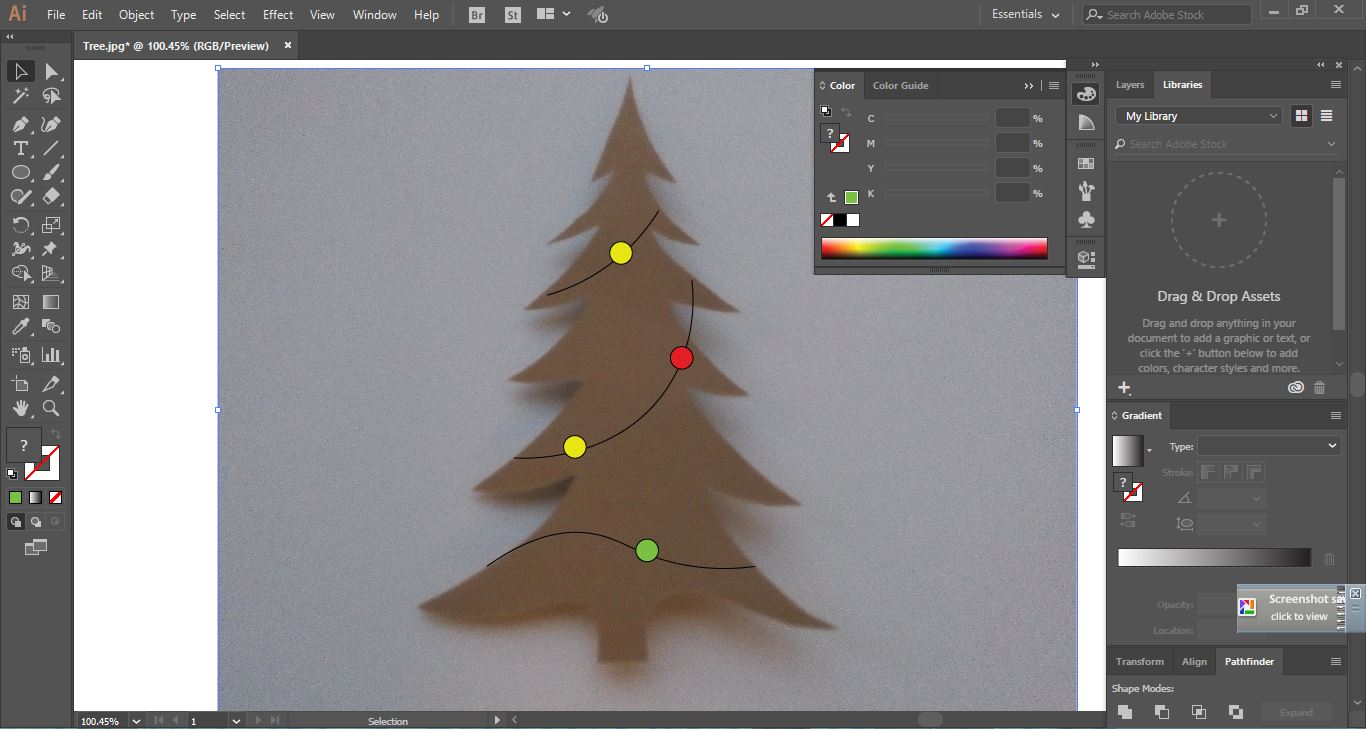 Ai File Edit Object Type Select Effect View Window Help Br St Essentials Search Adobe Stock
Tree.jpg* @ 100.45% (RGB/Preview)
Color Color Guide
C %
M %
Y %
K %
?
Layers Libraries
My Library
Search Adobe Stock
+
Drag & Drop Assets
Drag and drop anything in your
document to add a graphic or text, or
click the '+' button below to add
colors, character styles and more.
Gradient
Type:
Stroke:
?
Opacity:
Location:
Screenshot sav
click to view
Transform Align Pathfinder
Shape Modes:
Expand
?
100.45% 1 Selection